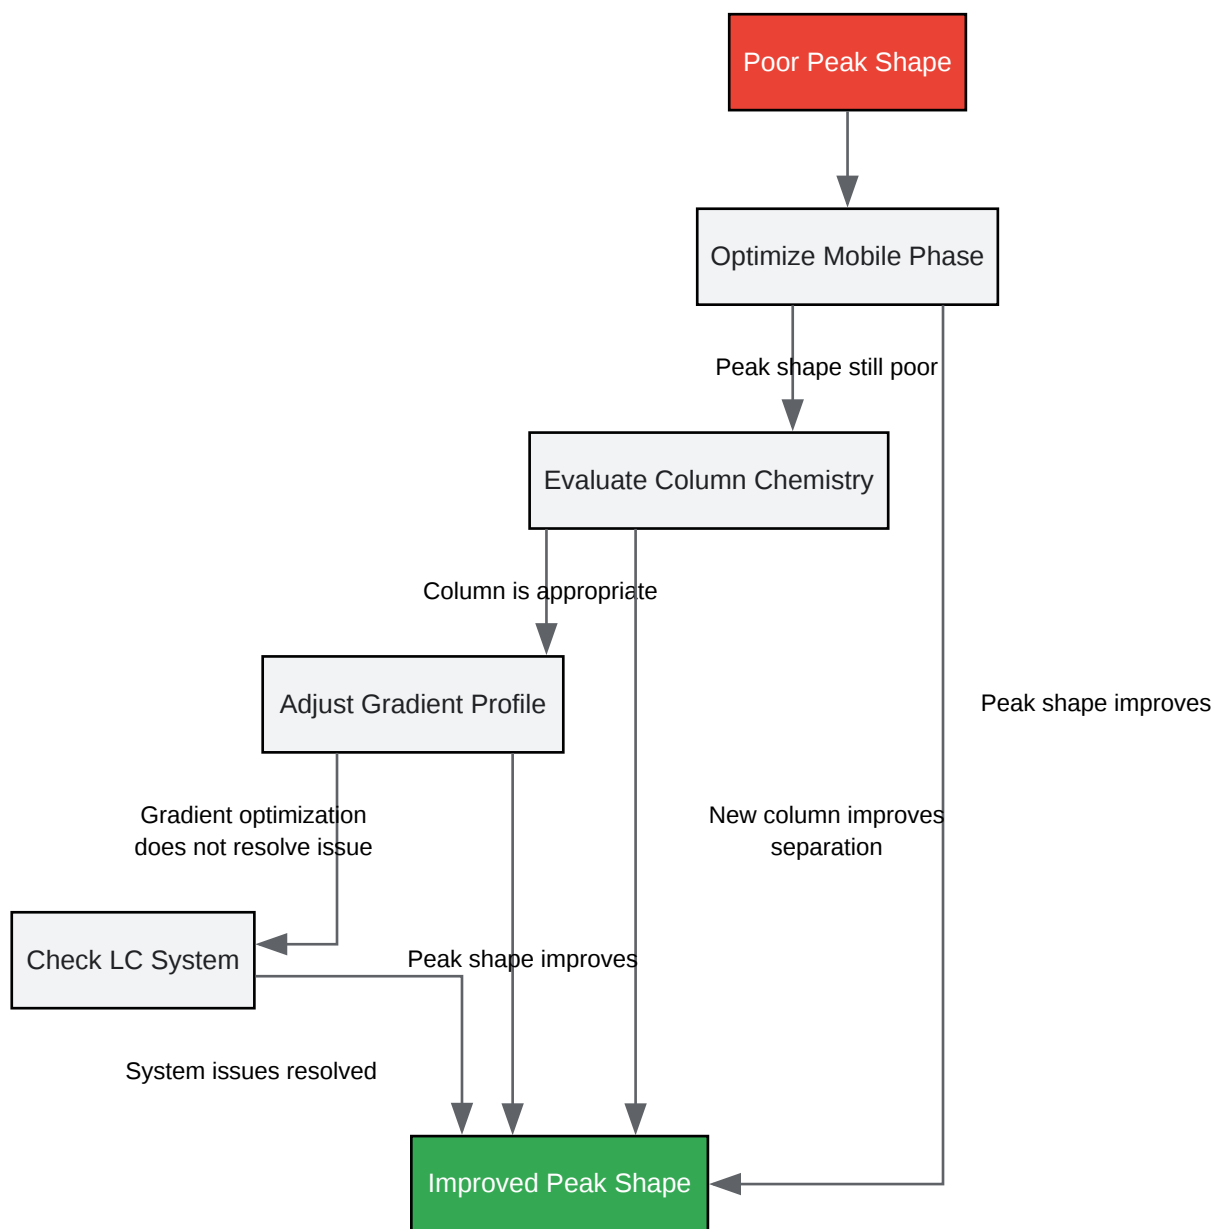 Poor Peak Shape
Optimize Mobile Phase
Peak shape still poor
Evaluate Column Chemistry
Column is appropriate
Adjust Gradient Profile
Peak shape improves
Gradient optimization
does not resolve issue
New column improves
separation
Check LC System
Peak shape improves
System issues resolved
Improved Peak Shape